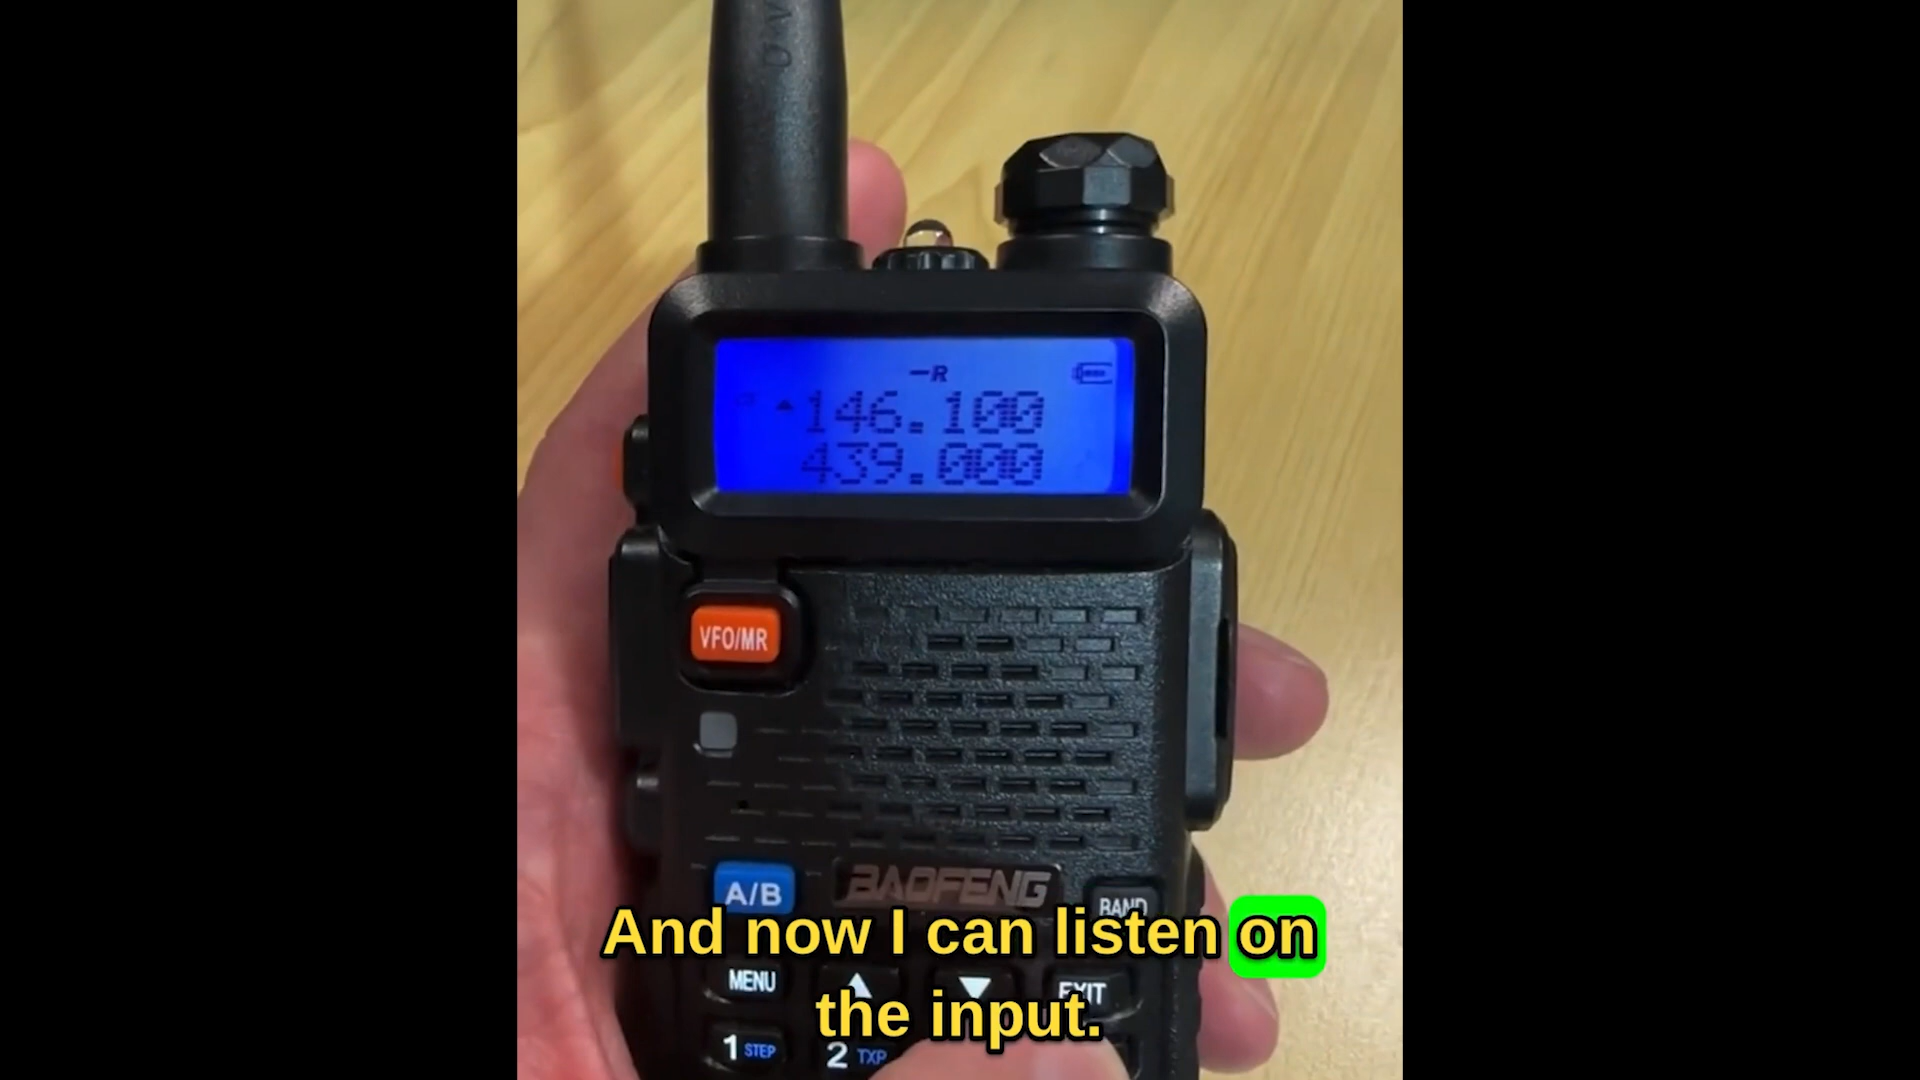 -R
146.100
439.000
VFO/MR
A/B
BAOFENG
BAND
And now I can listen on
the input.
MENU
EXIT
1 STEP
2 TXP